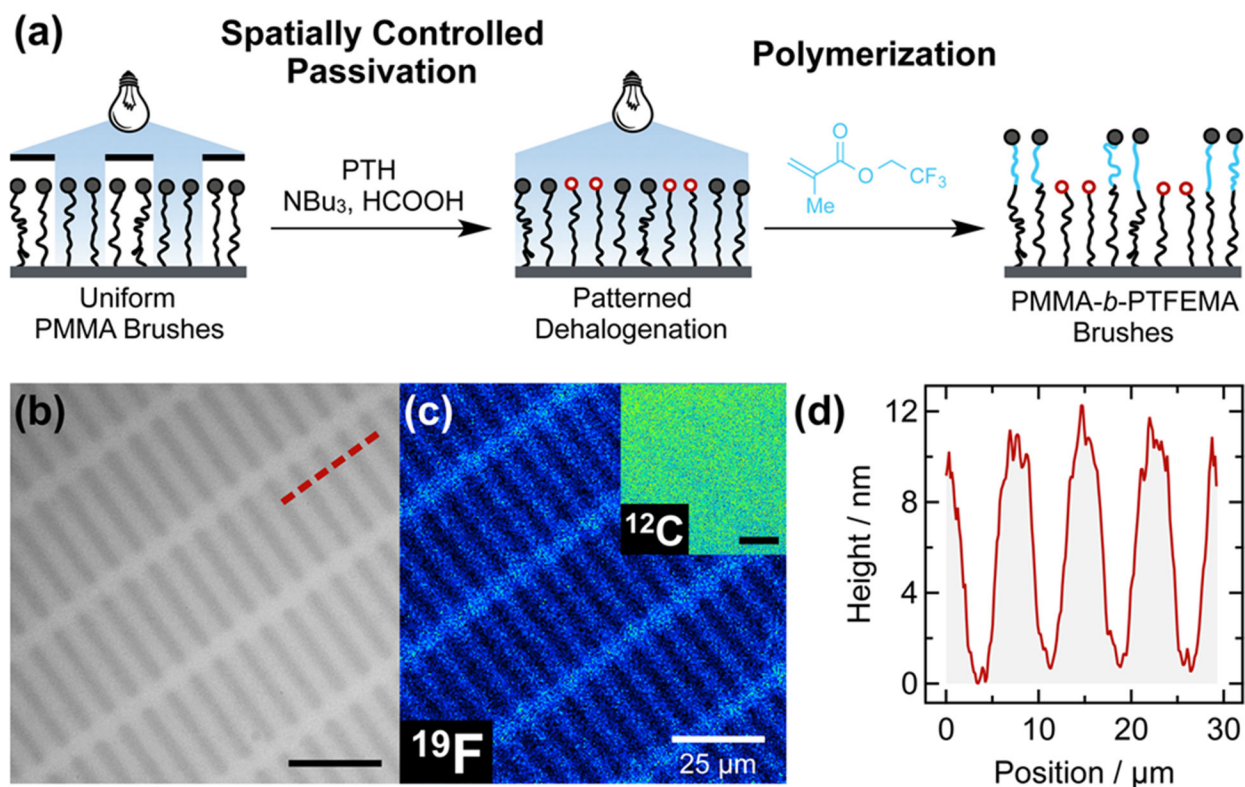 (a)
Spatially Controlled
Passivation
Polymerization
PTH
NBu₃, HCOOH
O
O
CF₃
Me
Uniform
PMMA Brushes
Patterned
Dehalogenation
PMMA-b-PTFEMA
Brushes
(b)
(c)
¹²C
¹⁹F
25 μm
(d)
Height / nm
12
8
4
0
0
10
20
30
Position / μm